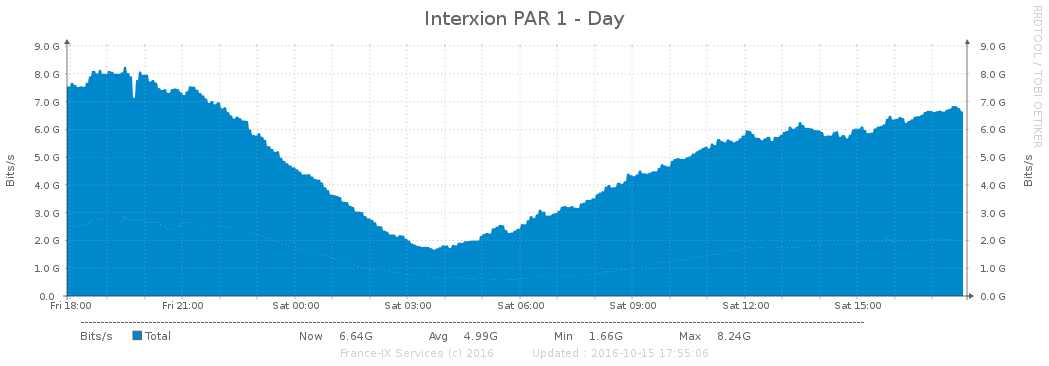 Interxion PAR 1 - Day
RRDTOOL / TOBI OETIKER
Bits/s
9.0 G 9.0 G
8.0 G 8.0 G
7.0 G 7.0 G
6.0 G 6.0 G
5.0 G 5.0 G
4.0 G 4.0 G
3.0 G 3.0 G
2.0 G 2.0 G
1.0 G 1.0 G
0.0 0.0 G
Bits/s
Fri 18:00 Fri 21:00 Sat 00:00 Sat 03:00 Sat 06:00 Sat 09:00 Sat 12:00 Sat 15:00
Bits/s Total Now 6.64G Avg 4.99G Min 1.66G Max 8.24G
France-IX Services (c) 2016 Updated : 2016-10-15 17:55:06